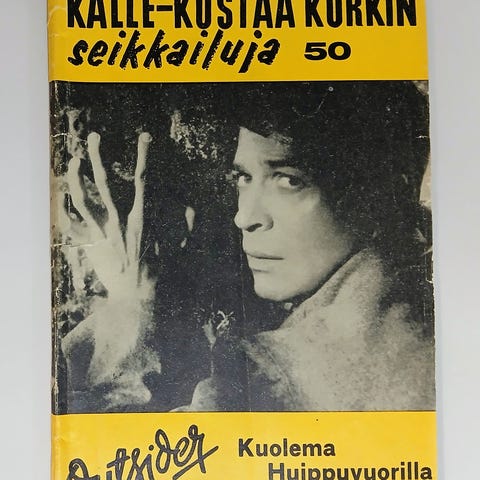 KALLE-KUSTAA KORKIN
seikkailuja 50
Outsider
Kuolema
Huippuvuorilla